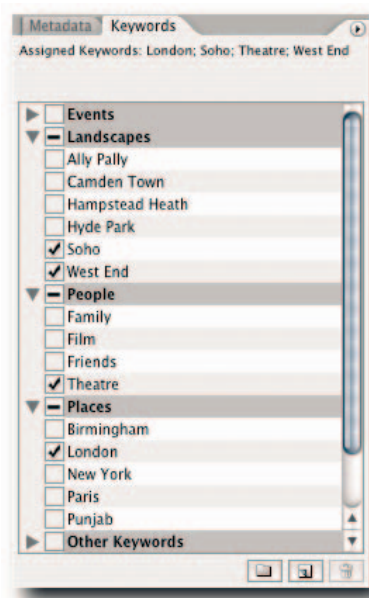 Metadata Keywords
Assigned Keywords: London; Soho; Theatre; West End
Events
Landscapes
Ally Pally
Camden Town
Hampstead Heath
Hyde Park
Soho
West End
People
Family
Film
Friends
Theatre
Places
Birmingham
London
New York
Paris
Punjab
Other Keywords